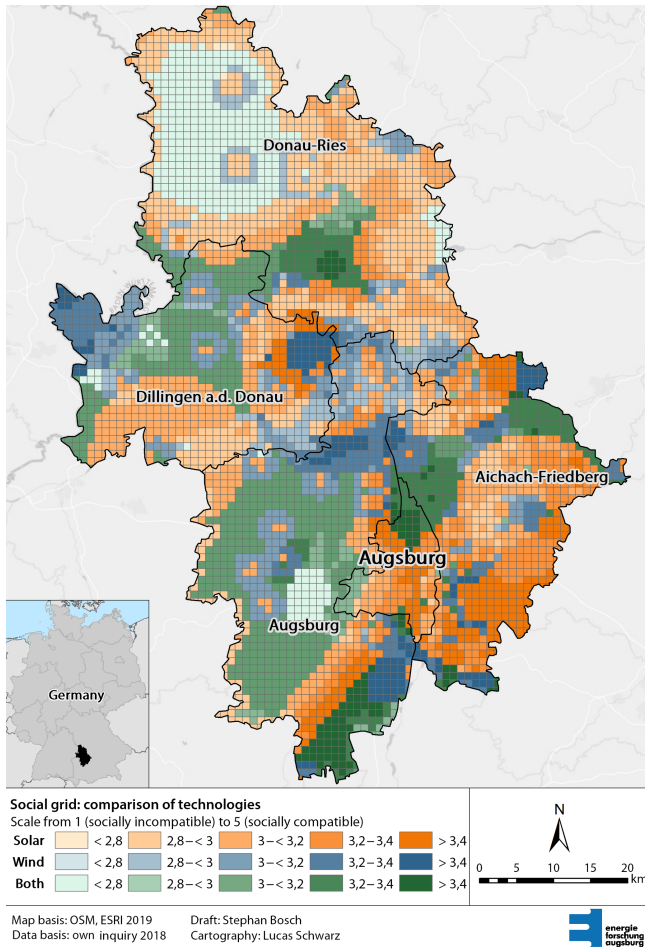 Donau-Ries
Dillingen a.d. Donau
Aichach-Friedberg
Augsburg
Augsburg
Germany
Social grid: comparison of technologies
Scale from 1 (socially incompatible) to 5 (socially compatible)
Solar < 2,8 2,8–< 3 3–< 3,2 3,2–3,4 > 3,4
Wind < 2,8 2,8–< 3 3–< 3,2 3,2–3,4 > 3,4
Both < 2,8 2,8–< 3 3–< 3,2 3,2–3,4 > 3,4
N
0 5 10 15 20
km
Map basis: OSM, ESRI 2019
Data basis: own inquiry 2018
Draft: Stephan Bosch
Cartography: Lucas Schwarz
energie
forschung
augsburg